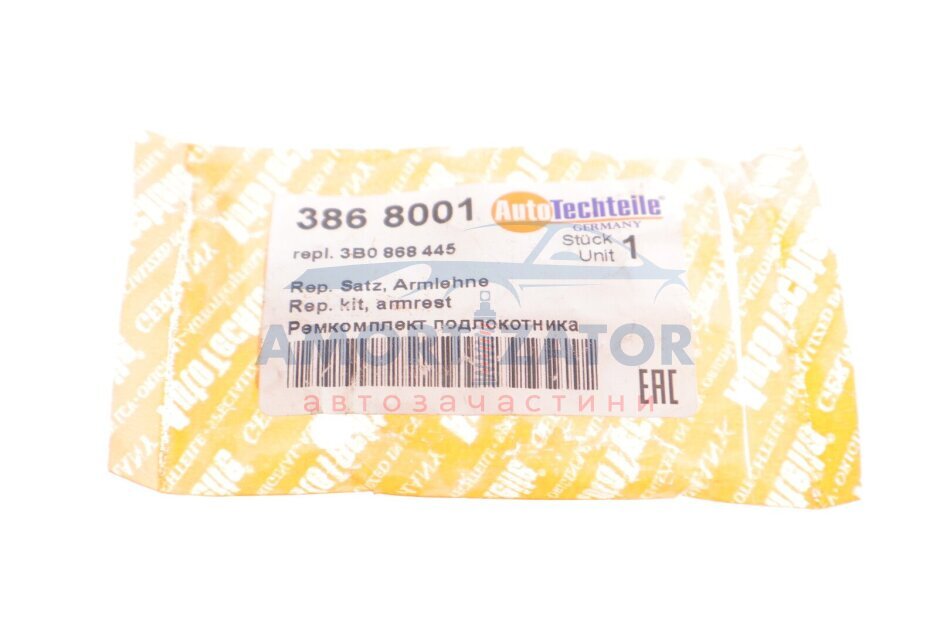 386 8001
AutoTechteile®
GERMANY
repl. 3B0 868 445
Stück
Unit 1
Rep. Satz, Armlehne
Rep. kit, armrest
Ремкомплект подлокотника
AMORTIZATOR
EAC
автозачастини